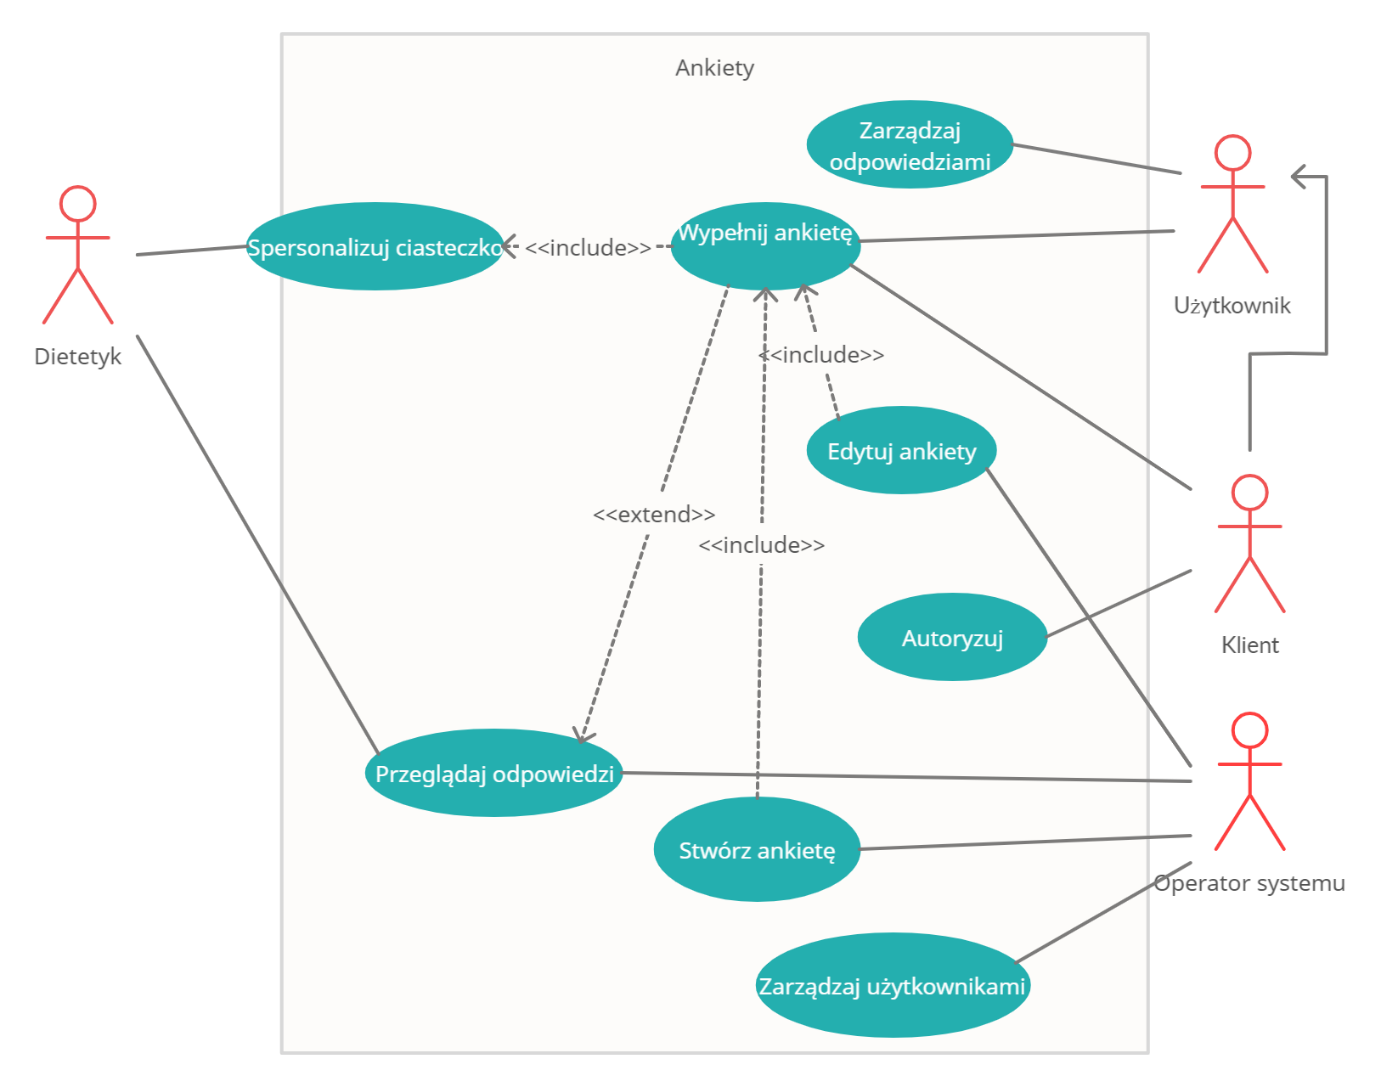 Ankiety
Zarządzaj
odpowiedziami
Spersonalizuj ciasteczko
<<include>>
Wypełnij ankietę
Użytkownik
Dietetyk
<<include>>
Edytuj ankiety
<<extend>>
<<include>>
Autoryzuj
Klient
Przeglądaj odpowiedzi
Stwórz ankietę
Operator systemu
Zarządzaj użytkownikami